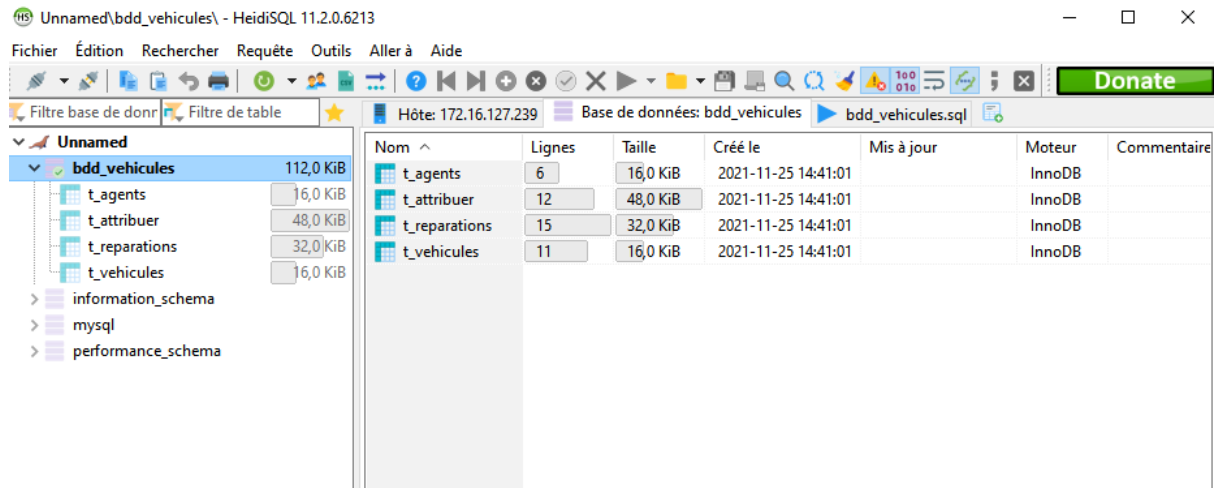 HS Unnamed\bdd_vehicules\ - HeidiSQL 11.2.0.6213
Fichier Édition Rechercher Requête Outils Aller à Aide
Donate
Filtre base de donr Filtre de table
Hôte: 172.16.127.239 Base de données: bdd_vehicules bdd_vehicules.sql
Unnamed
bdd_vehicules 112,0 KiB
t_agents 16,0 KiB
t_attribuer 48,0 KiB
t_reparations 32,0 KiB
t_vehicules 16,0 KiB
information_schema
mysql
performance_schema
Nom Lignes Taille Créé le Mis à jour Moteur Commentaire
t_agents 6 16,0 KiB 2021-11-25 14:41:01 InnoDB
t_attribuer 12 48,0 KiB 2021-11-25 14:41:01 InnoDB
t_reparations 15 32,0 KiB 2021-11-25 14:41:01 InnoDB
t_vehicules 11 16,0 KiB 2021-11-25 14:41:01 InnoDB